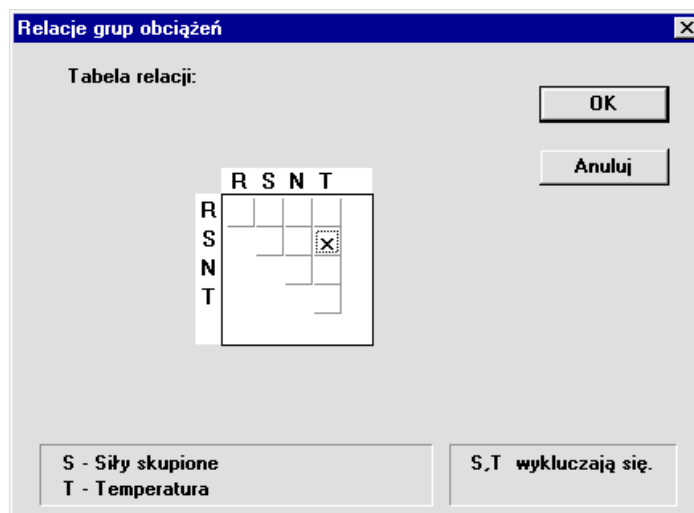 Relacje grup obciążeń
Tabela relacji:
OK
Anuluj
R S N T
R
S
N
T
x
S - Siły skupione
T - Temperatura
S,T wykluczają się.